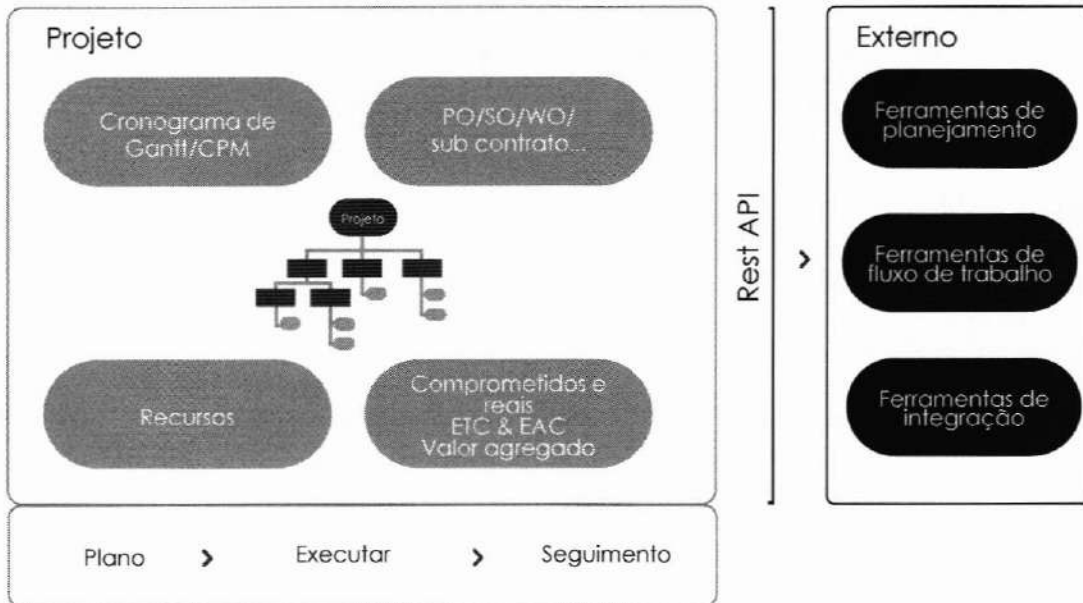 Projeto
Cronograma de
Gantt/CPM
PO/SO/WO/
sub contrato...
Projeto
Recursos
Comprometidos e
reais
ETC & EAC
Valor agregado
Plano > Executar > Seguimento
Rest API
>
Externo
Ferramentas de
planejamento
Ferramentas de
fluxo de trabalho
Ferramentas de
integração